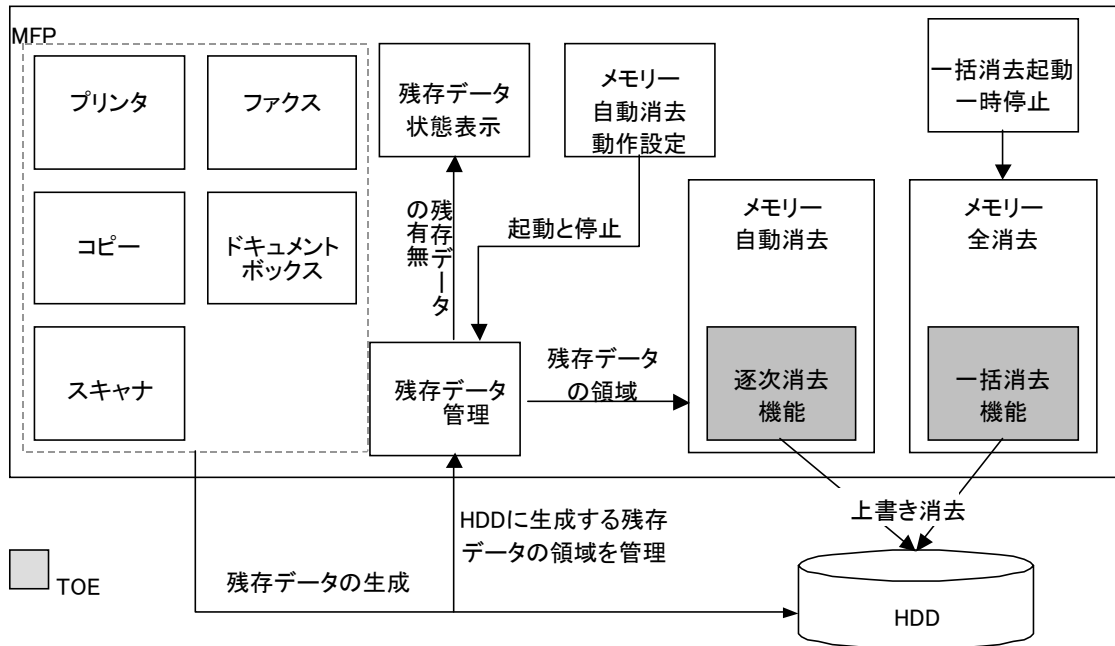 MFP
プリンタ
ファクス
コピー
ドキュメント
ボックス
スキャナ
残存データ
状態表示
メモリー
自動消去
動作設定
一括消去起動
一時停止
残存データ
の有無
起動と停止
メモリー
自動消去
メモリー
全消去
残存データ
管理
残存データ
の領域
逐次消去
機能
一括消去
機能
上書き消去
HDDに生成する残存
データの領域を管理
残存データの生成
HDD
TOE